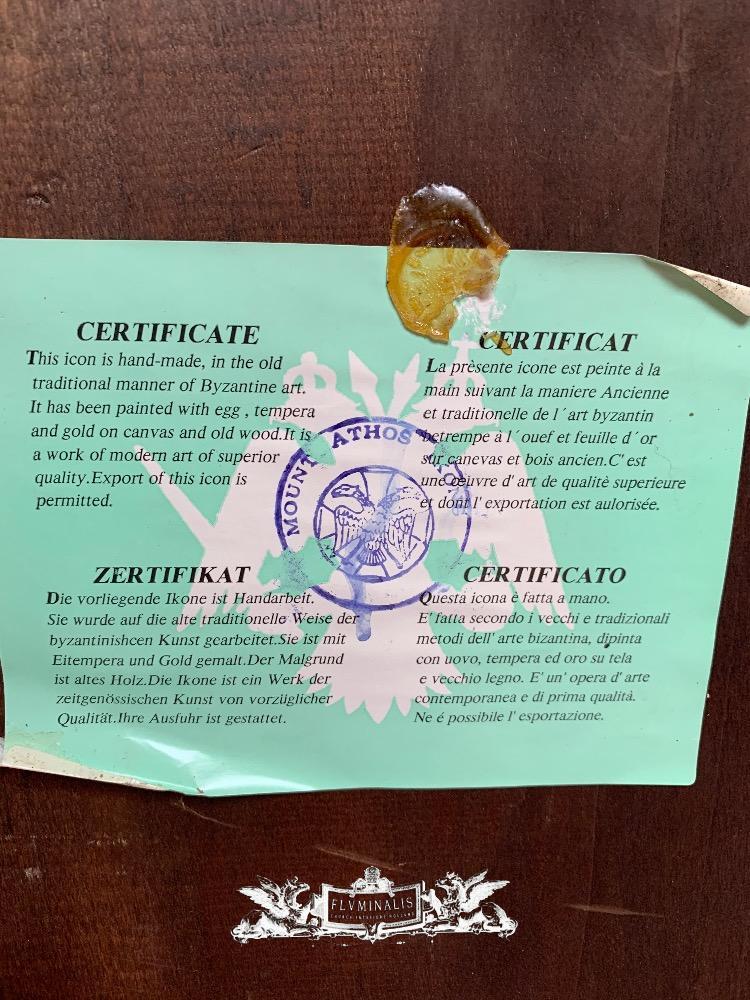 CERTIFICATE
This icon is hand-made, in the old
traditional manner of Byzantine art.
It has been painted with egg , tempera
and gold on canvas and old wood.It is
a work of modern art of superior
quality.Export of this icon is
permitted.
CERTIFICAT
La prèsente icone est peinte á la
main suivant la maniere Ancienne
et traditionelle de l´art byzantin
betrempe á l´ouef et feuille d´or
sur canevas et bois ancien.C' est
une œuvre d' art de qualitè superieure
et dont l' exportation est aulorisée.
MOUNT ATHOS
ZERTIFIKAT
Die vorliegende Ikone ist Handarbeit.
Sie wurde auf die alte traditionelle Weise der
byzantinishcen Kunst gcarbcitet.Sie ist mit
Eitempera und Gold gemalt.Der Malgrund
ist altes Holz.Die Ikone ist ein Werk der
zeitgenössischen Kunst von vorzüglicher
Qualität.Ihre Ausfuhr ist gestattet.
CERTIFICATO
Questa icona è fatta a mano.
E' fatta secondo i vecchi e tradizionali
metodi dell' arte bizantina, dipinta
con uovo, tempera ed oro su tela
e vecchio legno. E' un' opera d' arte
contemporanea e di prima qualità.
Ne é possibile l' esportazione.
FLVMINALIS
CHURCH INTERIORS HOLLAND